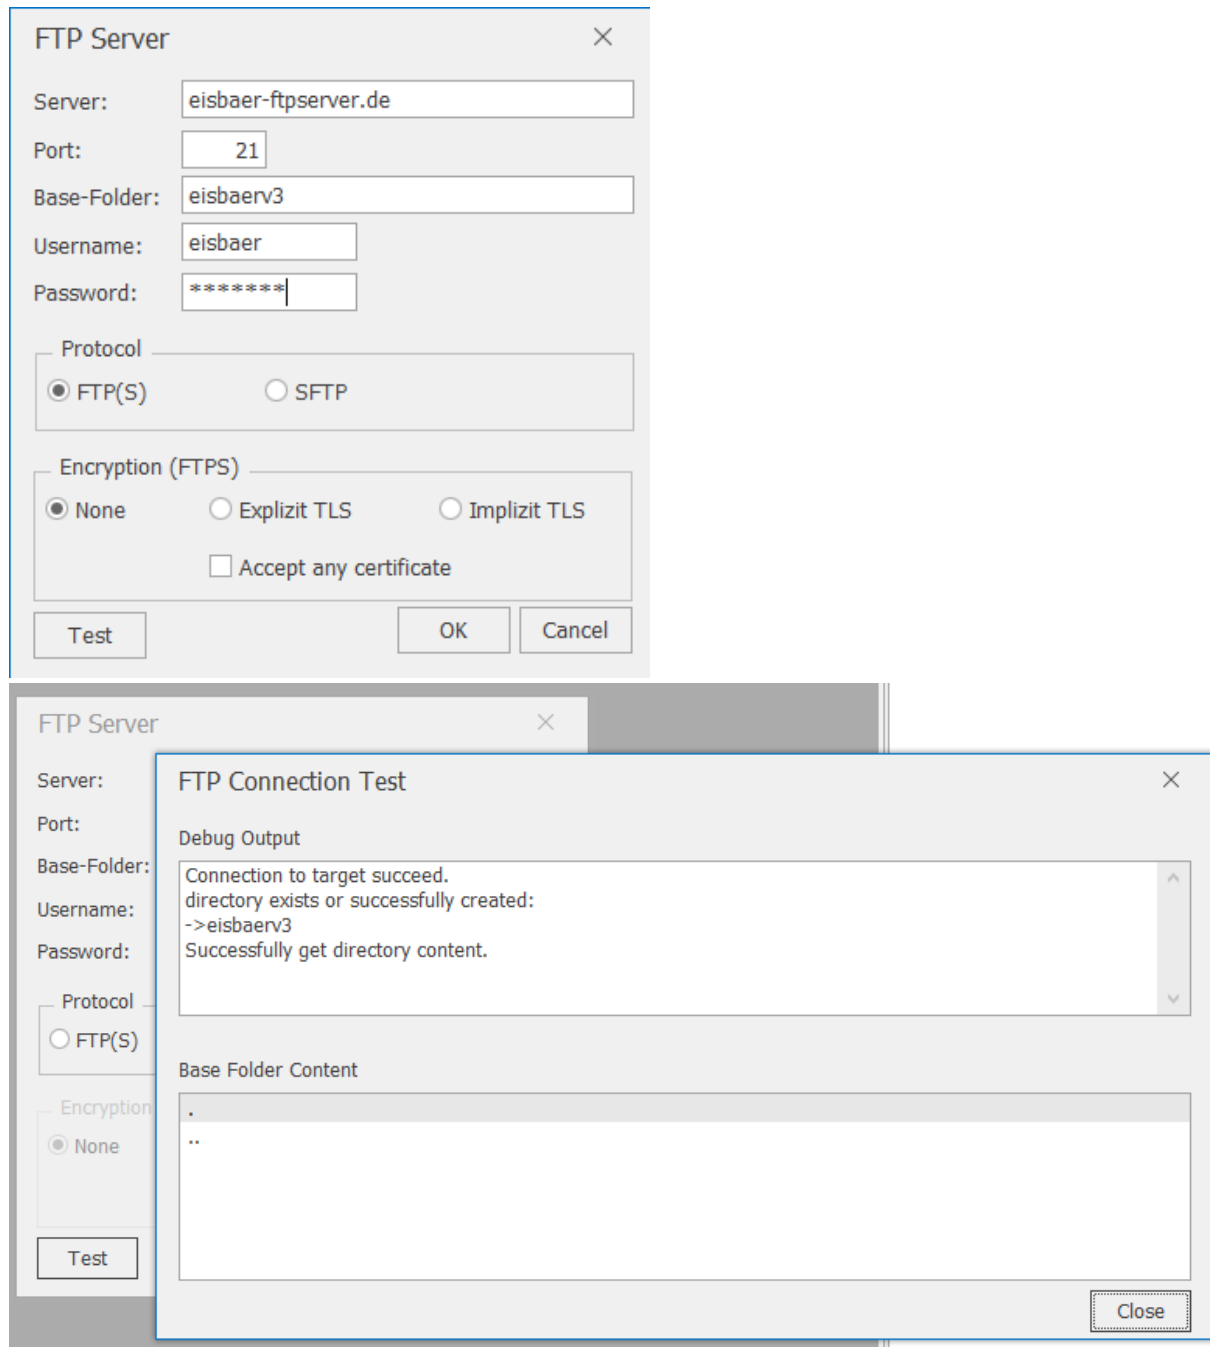 FTP Server
Server: eisbaer-ftpserver.de
Port: 21
Base-Folder: eisbaerv3
Username: eisbaer
Password: *******
Protocol
FTP(S) SFTP
Encryption (FTPS)
None Explizit TLS Implizit TLS
Accept any certificate
Test OK Cancel
FTP Server
Server:
Port:
Base-Folder:
Username:
Password:
Protocol
FTP(S)
Encryption
None
Test
FTP Connection Test
Debug Output
Connection to target succeed.
directory exists or successfully created:
->eisbaerv3
Successfully get directory content.
Base Folder Content
.
..
Close